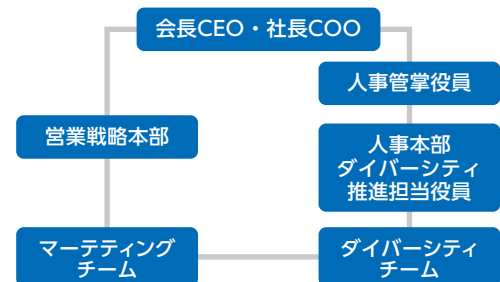 会長CEO・社長COO
人事管掌役員
営業戦略本部
人事本部
ダイバーシティ
推進担当役員
マーテティング
チーム
ダイバーシティ
チーム